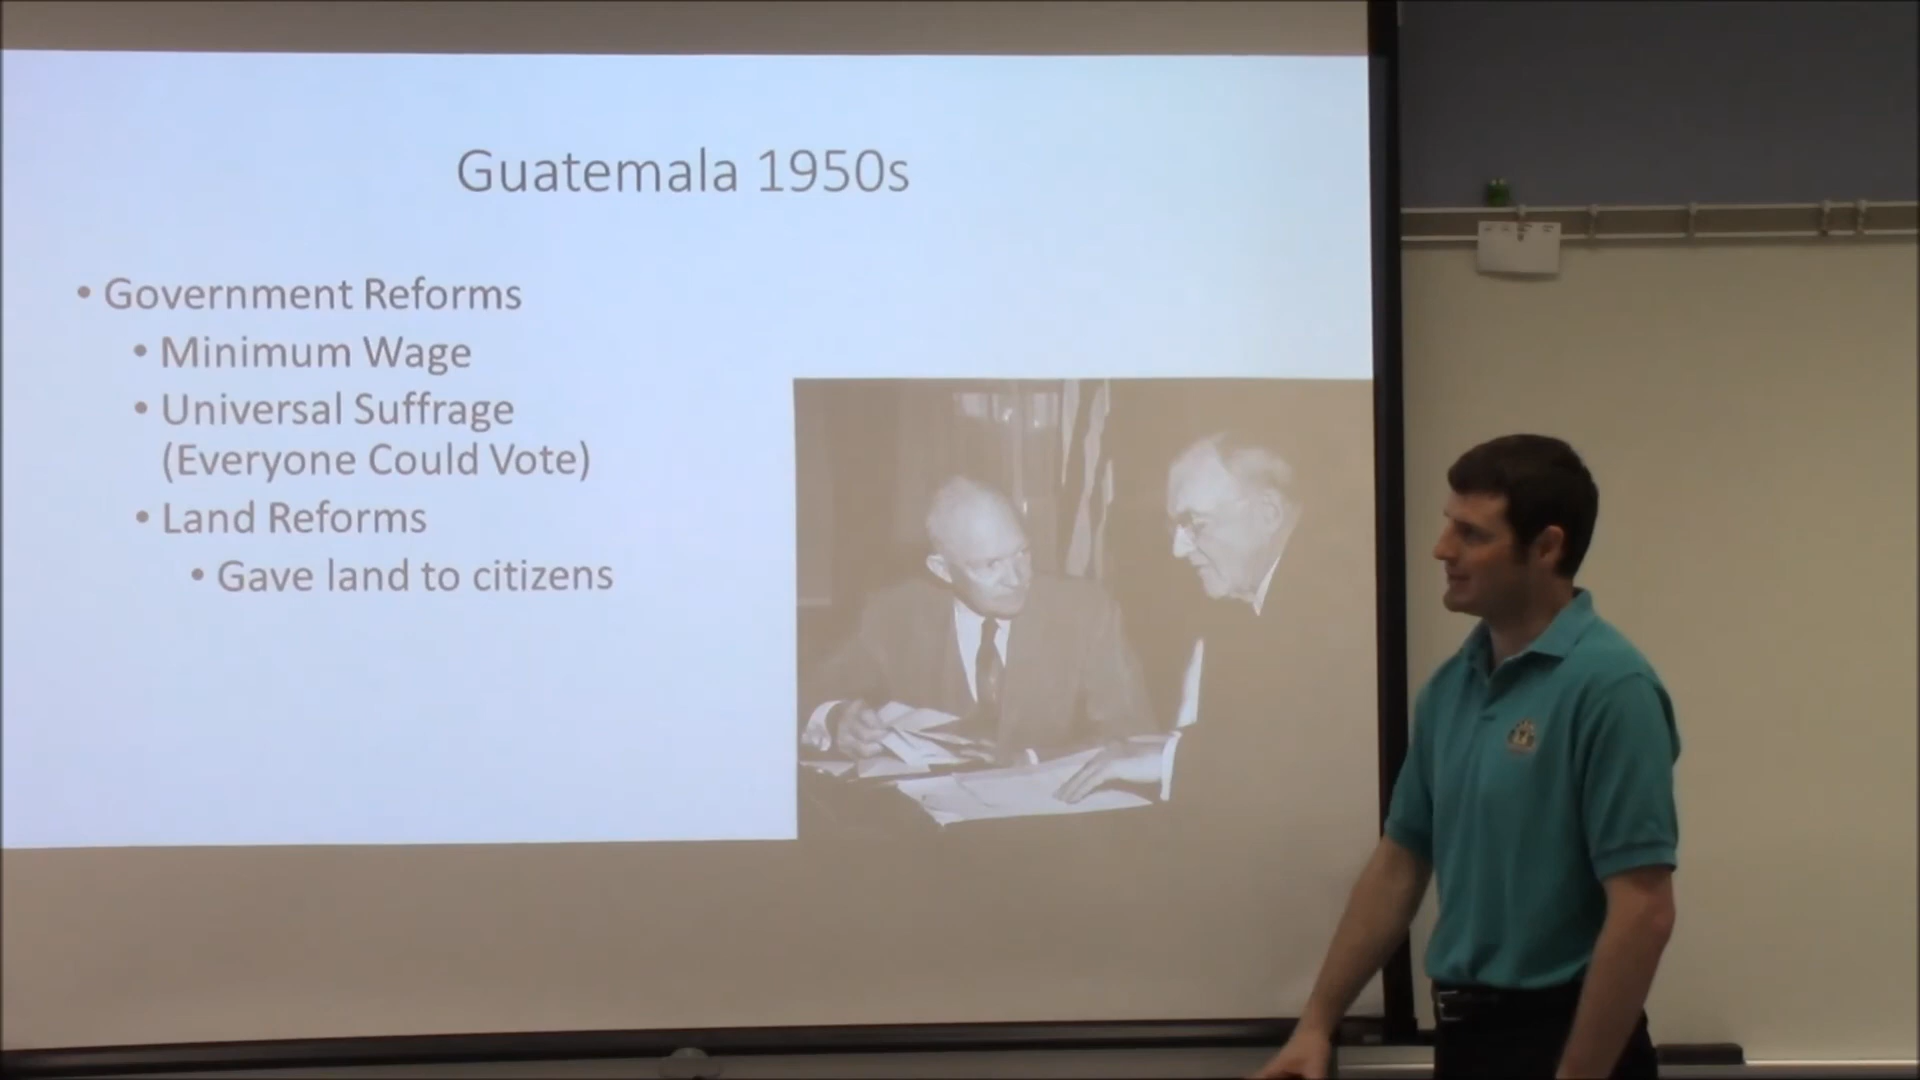 Guatemala 1950s
• Government Reforms
• Minimum Wage
• Universal Suffrage
(Everyone Could Vote)
• Land Reforms
• Gave land to citizens